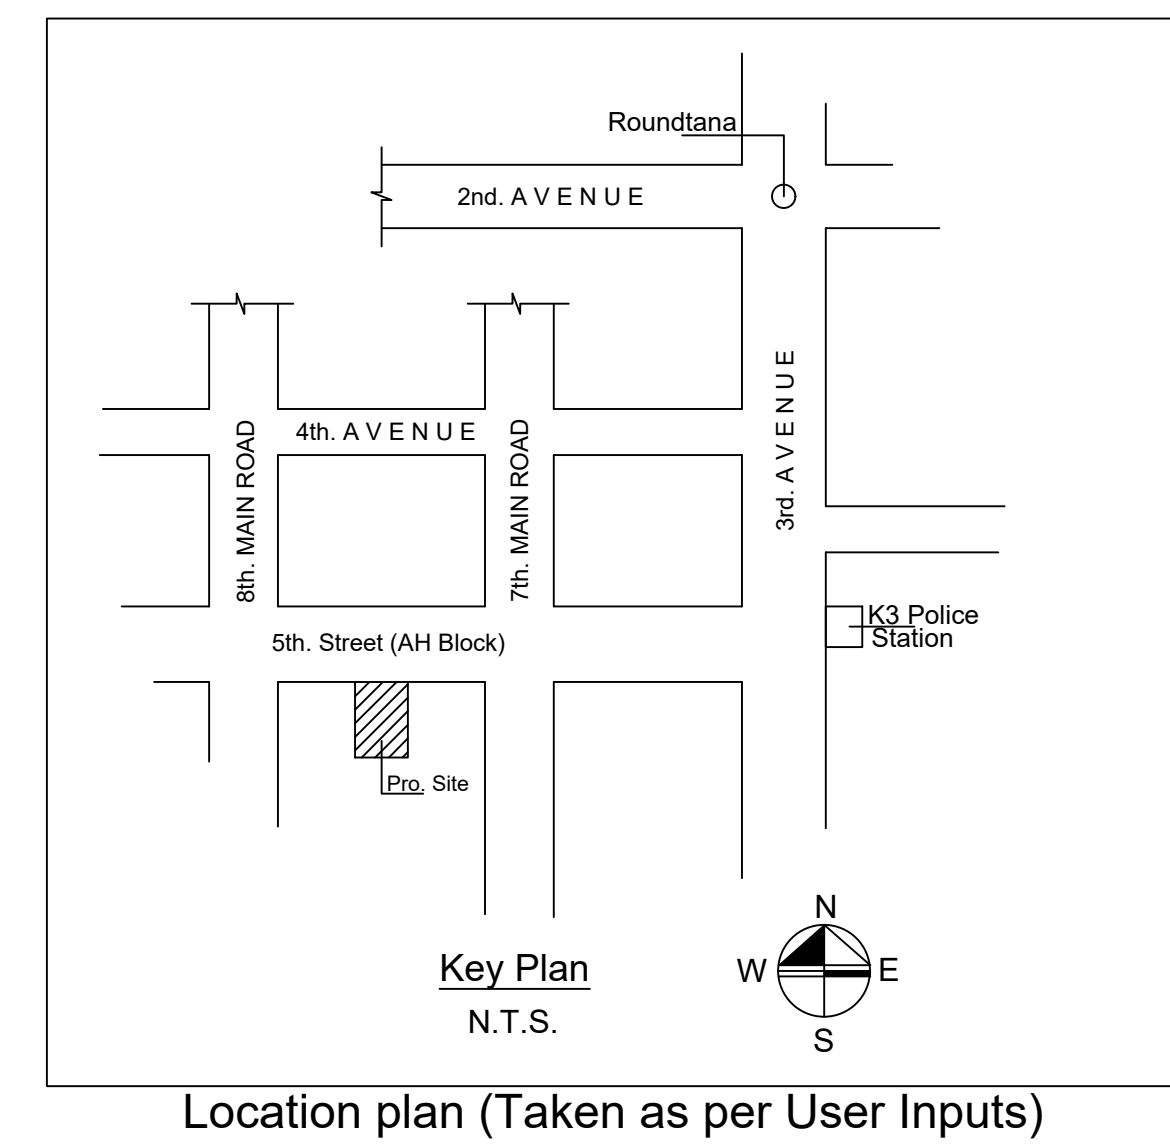 Roundtana
2nd. A V E N U E
3rd. A V E N U E
4th. A V E N U E
8th. MAIN ROAD
7th. MAIN ROAD
K3 Police
Station
5th. Street (AH Block)
Pro. Site
N
W
E
S
Key Plan
N.T.S.
Location plan (Taken as per User Inputs)